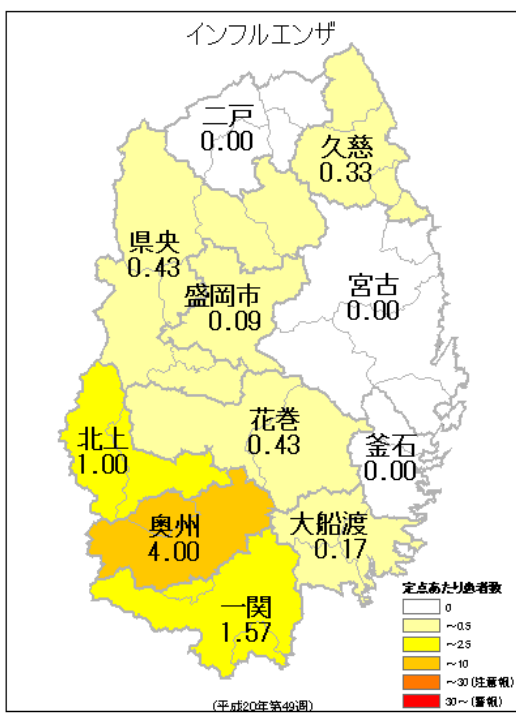 インフルエンザ
二戸
0.00
久慈
0.33
県央
0.43
盛岡市
0.09
宮古
0.00
北上
1.00
花巻
0.43
釜石
0.00
奥州
4.00
大船渡
0.17
一関
1.57
定点あたり患者数
0
～0.5
～2.5
～10
～30(注意報)
30～(警報)
(平成20年第49週)